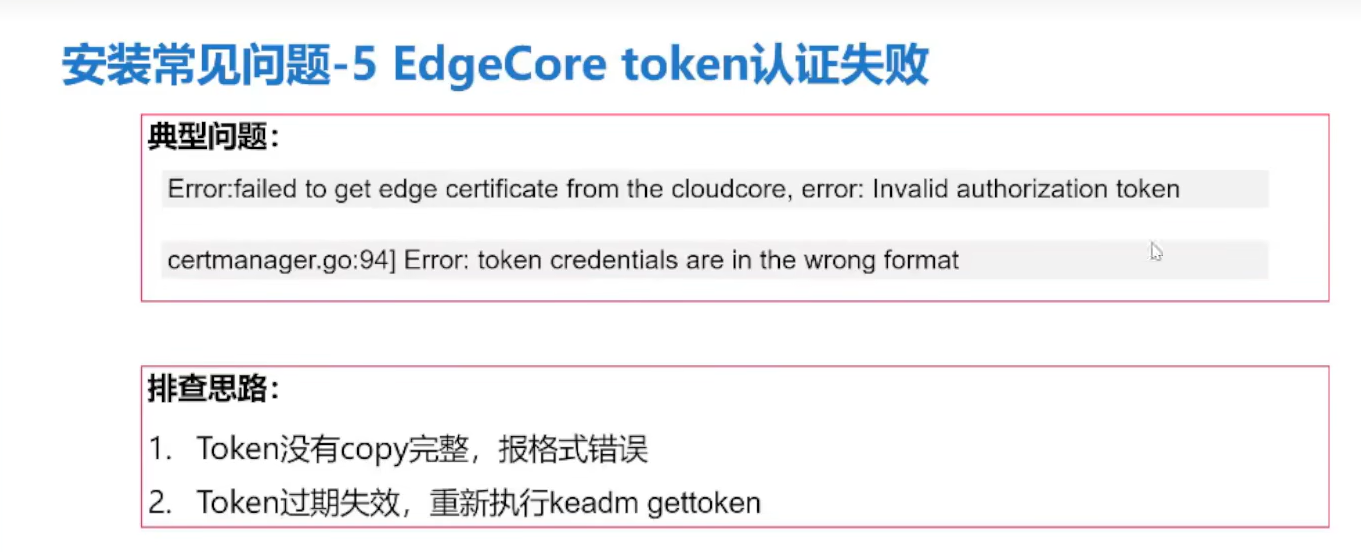 安装常见问题-5 EdgeCore token认证失败
典型问题：
Error:failed to get edge certificate from the cloudcore, error: Invalid authorization token
certmanager.go:94] Error: token credentials are in the wrong format
排查思路：
1. Token没有copy完整，报格式错误
2. Token过期失效，重新执行keadm gettoken